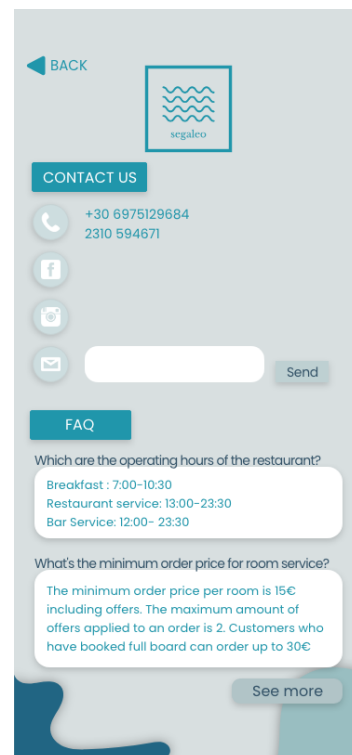 BACK
segaleo
CONTACT US
+30 6975129684
2310 594671
Send
FAQ
Which are the operating hours of the restaurant?
Breakfast : 7:00-10:30
Restaurant service: 13:00-23:30
Bar Service: 12:00- 23:30
What's the minimum order price for room service?
The minimum order price per room is 15€
including offers. The maximum amount of
offers applied to an order is 2. Customers who
have booked full board can order up to 30€
See more